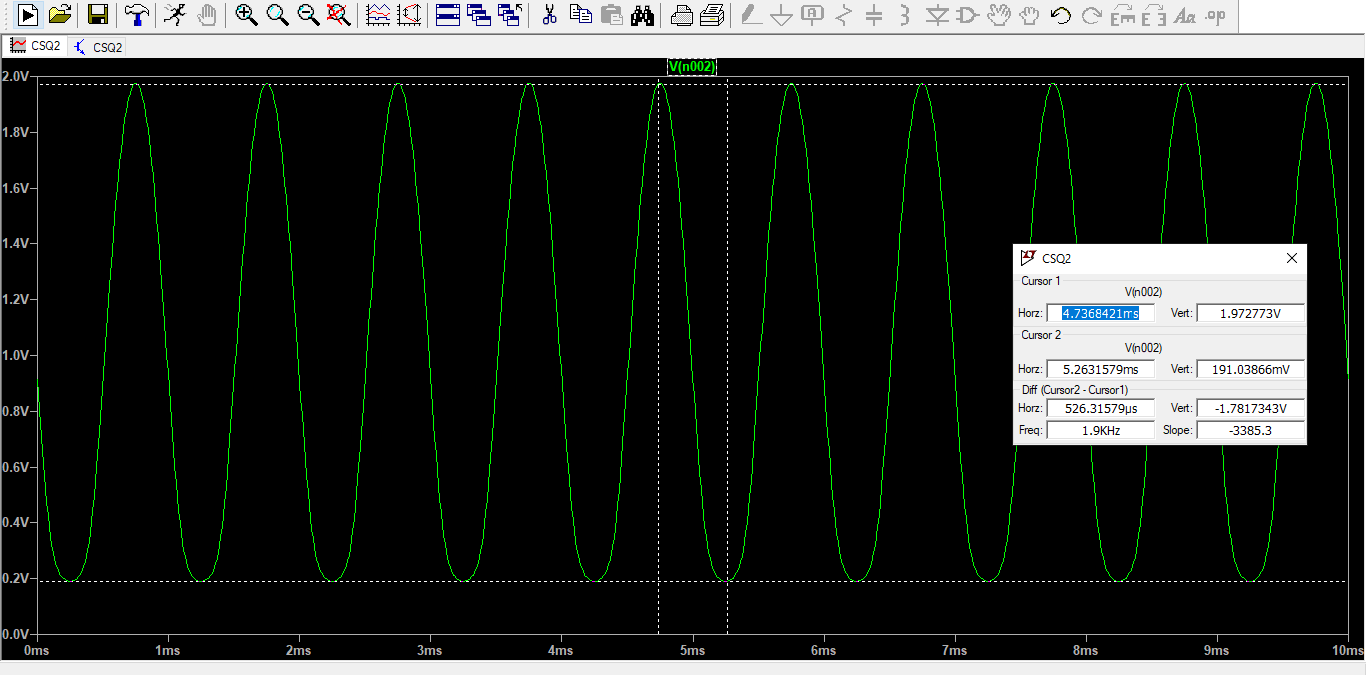 A
Aa .op
CSQ2 CSQ2
V(n002)
2.0V
1.8V
1.6V
1.4V
1.2V
1.0V
0.8V
0.6V
0.4V
0.2V
0.0V
0ms 1ms 2ms 3ms 4ms 5ms 6ms 7ms 8ms 9ms 10ms
CSQ2
Cursor 1
V(n002)
Horz: 4.7368421ms Vert: 1.972773V
Cursor 2
V(n002)
Horz: 5.2631579ms Vert: 191.03866mV
Diff (Cursor2 - Cursor1)
Horz: 526.31579µs Vert: -1.7817343V
Freq: 1.9KHz Slope: -3385.3